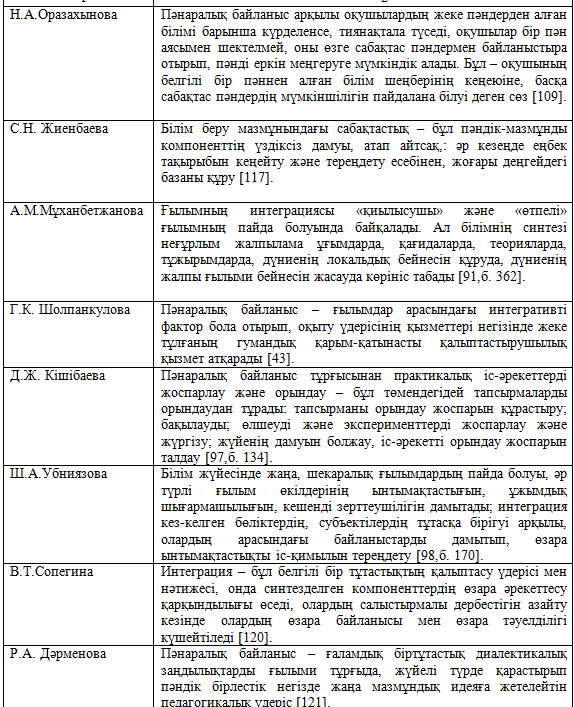 Н.А.Оразахынова
Пәнаралық байланыс арқылы оқушылардың жеке пәндерден алған
білімі барынша күрделенсе, тиянақтала түседі, оқушылар бір пән
аясымен шектелмей, оны өзге сабақтас пәндермен байланыстыра
отырып, пәнді еркін меңгеруге мүмкіндік алады. Бұл – оқушының
белгілі бір пәннен алған білім шеңберінің кеңеюіне, басқа
сабақтас пәндердің мүмкіншілігін пайдалана білуі деген сөз [109].
С.Н. Жиенбаева
Білім беру мазмұнындағы сабақтастық – бұл пәндік-мазмұнды
компоненттің үздіксіз дамуы, атап айтсақ,: әр кезеңде еңбек
тақырыбын кеңейту және тереңдету есебінен, жоғары деңгейдегі
базаны құру [117].
А.М.Мұханбетжанова
Ғылымның интеграциясы «қиылысушы» және «өтпелі»
ғылымның пайда болуында байқалады. Ал білімнің синтезі
неғұрлым жалпылама ұғымдарда, қағидаларда, теорияларда,
тұжырымдарда, дүниенің локальдық бейнесін құруда, дүниенің
жалпы ғылыми бейнесін жасауда көрініс табады [91,б. 362].
Г.К. Шолпанкулова
Пәнаралық байланыс – ғылымдар арасындағы интегративті
фактор бола отырып, оқыту үдерісінің қызметтері негізінде жеке
тұлғаның гумандық қарым-қатынасты қалыптастырушылық
қызмет атқарады [43].
Д.Ж. Кішібаева
Пәнаралық байланыс тұрғысынан практикалық іс-әрекеттерді
жоспарлау және орындау – бұл төмендегідей тапсырмаларды
орындаудан тұрады: тапсырманы орындау жоспарын құрастыру;
бақылауды; өлшеуді және эксперименттерді жоспарлау және
жүргізу; жүйенің дамуын болжау, іс-әрекетті орындау жоспарын
талдау [97,б. 134].
Ш.А.Убниязова
Білім жүйесінде жаңа, шекаралық ғылымдардың пайда болуы, әр
түрлі ғылым өкілдерінің ынтымақтастығын, ұжымдық
шығармашылығын, кешенді зерттеушілігін дамытады; интеграция
кез-келген бөліктердің, субъектілердің тұтасқа бірігуі арқылы,
олардың арасындағы байланыстарды дамытып, өзара
ынтымақтастықты іс-қимылын тереңдету [98,б. 170].
В.Т.Сопегина
Интеграция – бұл белгілі бір тұтастықтың қалыптасу үдерісі мен
нәтижесі, онда синтезделген компоненттердің өзара әрекеттесу
қарқындылығы өседі, олардың салыстырмалы дербестігін азайту
кезінде олардың өзара байланысы мен тәуелділігі
күшейтіледі [120].
Р.А. Дәрменова
Пәнаралық байланыс – ғаламдық біртұтастық диалектикалық
заңдылықтарды ғылыми тұрғыда, жүйелі түрде қарастырып
пәндік бірлестік негізде жаңа мазмұндық идеяға жетелейтін
педагогикалық үдеріс [121].